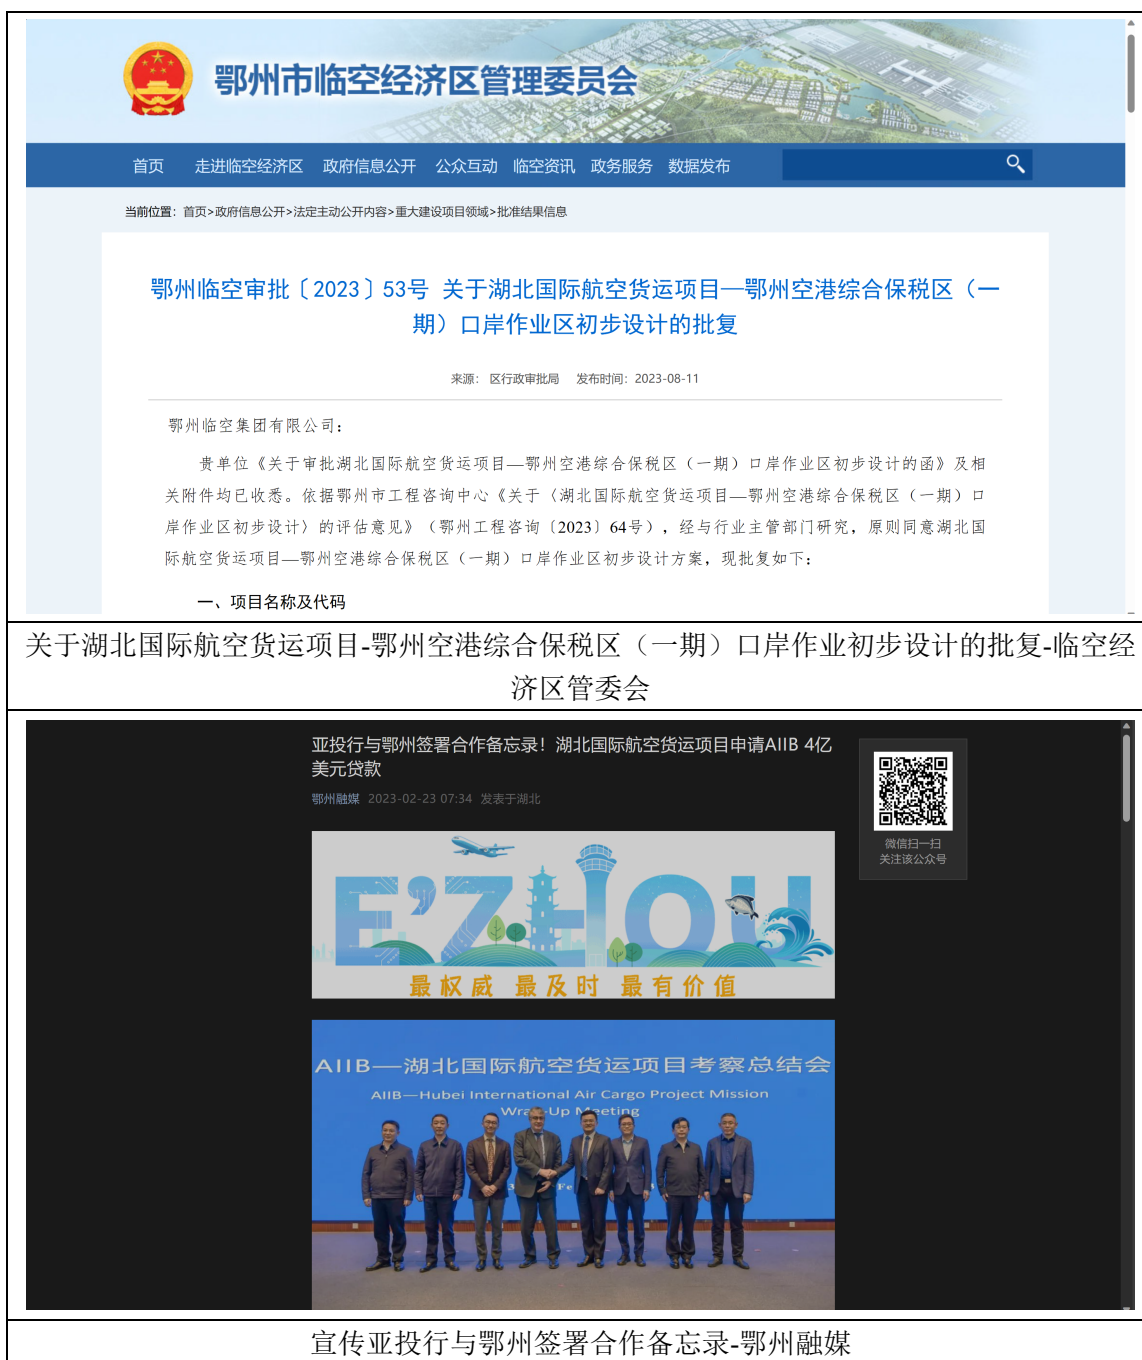 鄂州市临空经济区管理委员会
首页 走进临空经济区 政府信息公开 公众互动 临空资讯 政务服务 数据发布
当前位置：首页>政府信息公开>法定主动公开内容>重大建设项目领域>批准结果信息
鄂州临空审批〔2023〕53号 关于湖北国际航空货运项目—鄂州空港综合保税区（一
期）口岸作业区初步设计的批复
来源： 区行政审批局 发布时间：2023-08-11
鄂州临空集团有限公司：
贵单位《关于审批湖北国际航空货运项目—鄂州空港综合保税区（一期）口岸作业区初步设计的函》及相
关附件均已收悉。依据鄂州市工程咨询中心《关于〈湖北国际航空货运项目—鄂州空港综合保税区（一期）口
岸作业区初步设计〉的评估意见》（鄂州工程咨询〔2023〕64号），经与行业主管部门研究，原则同意湖北国
际航空货运项目—鄂州空港综合保税区（一期）口岸作业区初步设计方案，现批复如下：
一、项目名称及代码
关于湖北国际航空货运项目-鄂州空港综合保税区（一期）口岸作业初步设计的批复-临空经
济区管委会
亚投行与鄂州签署合作备忘录！湖北国际航空货运项目申请AIIB 4亿
美元贷款
鄂州融媒 2023-02-23 07:34 发表于湖北
微信扫一扫
关注该公众号
E'ZHOU
最权威 最及时 最有价值
AIIB—湖北国际航空货运项目考察总结会
AIIB—Hubei International Air Cargo Project Mission
Wrap-Up Meeting
宣传亚投行与鄂州签署合作备忘录-鄂州融媒